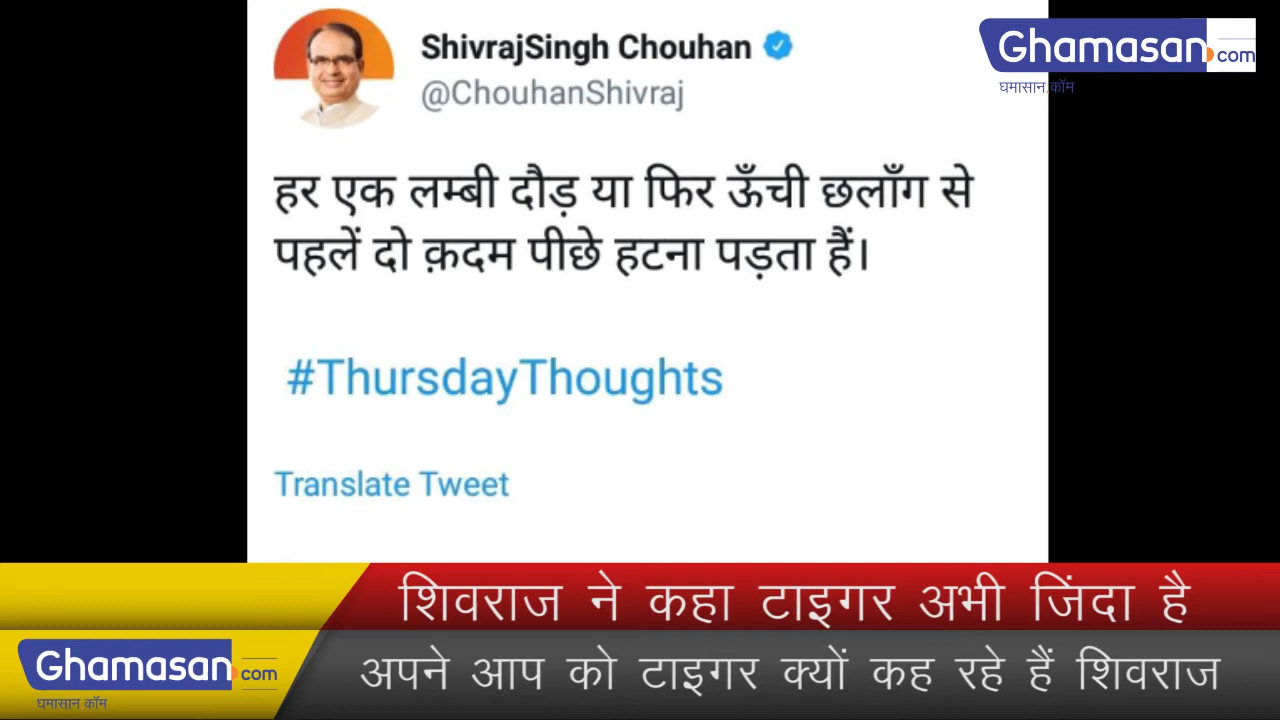 ShivrajSingh Chouhan
@ChouhanShivraj
Ghamasan.com
घमासान.कॉम
हर एक लम्बी दौड़ या फिर ऊँची छलाँग से
पहलें दो क़दम पीछे हटना पड़ता हैं।
#ThursdayThoughts
Translate Tweet
शिवराज ने कहा टाइगर अभी जिंदा है
अपने आप को टाइगर क्यों कह रहे हैं शिवराज
Ghamasan.com
घमासान कॉम